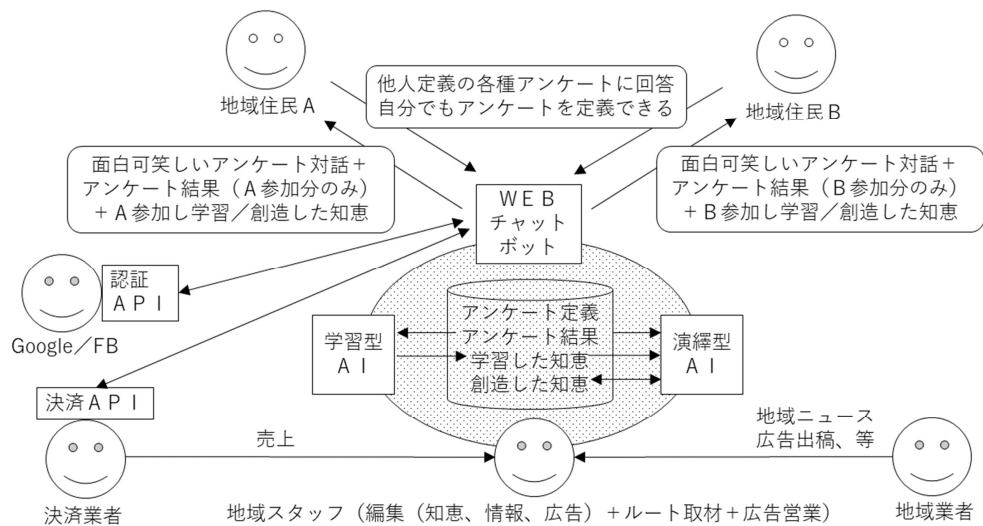 地域住民A
地域住民B
他人定義の各種アンケートに回答
自分でもアンケートを定義できる
面白可笑しいアンケート対話＋
アンケート結果（A参加分のみ）
＋A参加し学習／創造した知恵
面白可笑しいアンケート対話＋
アンケート結果（B参加分のみ）
＋B参加し学習／創造した知恵
ＷＥＢ
チャット
ボット
認証
ＡＰＩ
Google／FB
学習型
ＡＩ
アンケート定義
アンケート結果
学習した知恵
創造した知恵
演繹型
ＡＩ
決済ＡＰＩ
売上
地域ニュース
広告出稿、等
決済業者
地域スタッフ（編集（知恵、情報、広告）＋ルート取材＋広告営業）
地域業者